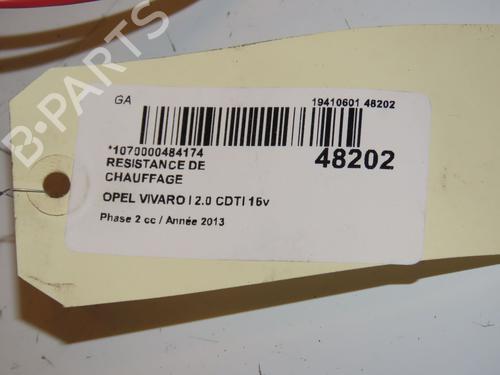 GA
19410601 48202
*1070000484174
48202
RESISTANCE DE
CHAUFFAGE
OPEL VIVARO I 2.0 CDTI 16v
Phase 2 cc / Année 2013
B-PARTS